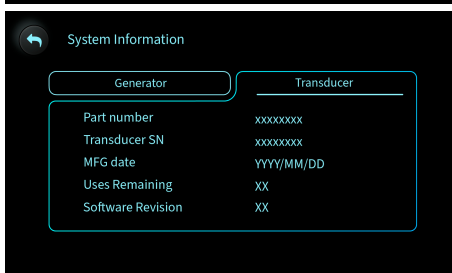 System Information
Generator Transducer
Part number xxxxxxxx
Transducer SN xxxxxxxx
MFG date YYYY/MM/DD
Uses Remaining XX
Software Revision XX